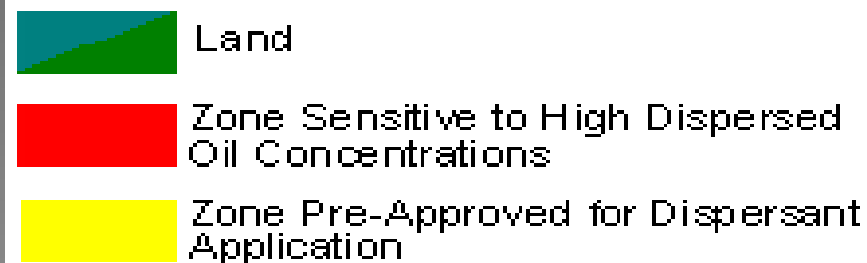 Land
Zone Sensitive to High Dispersed
Oil Concentrations
Zone Pre-Approved for Dispersant
Application